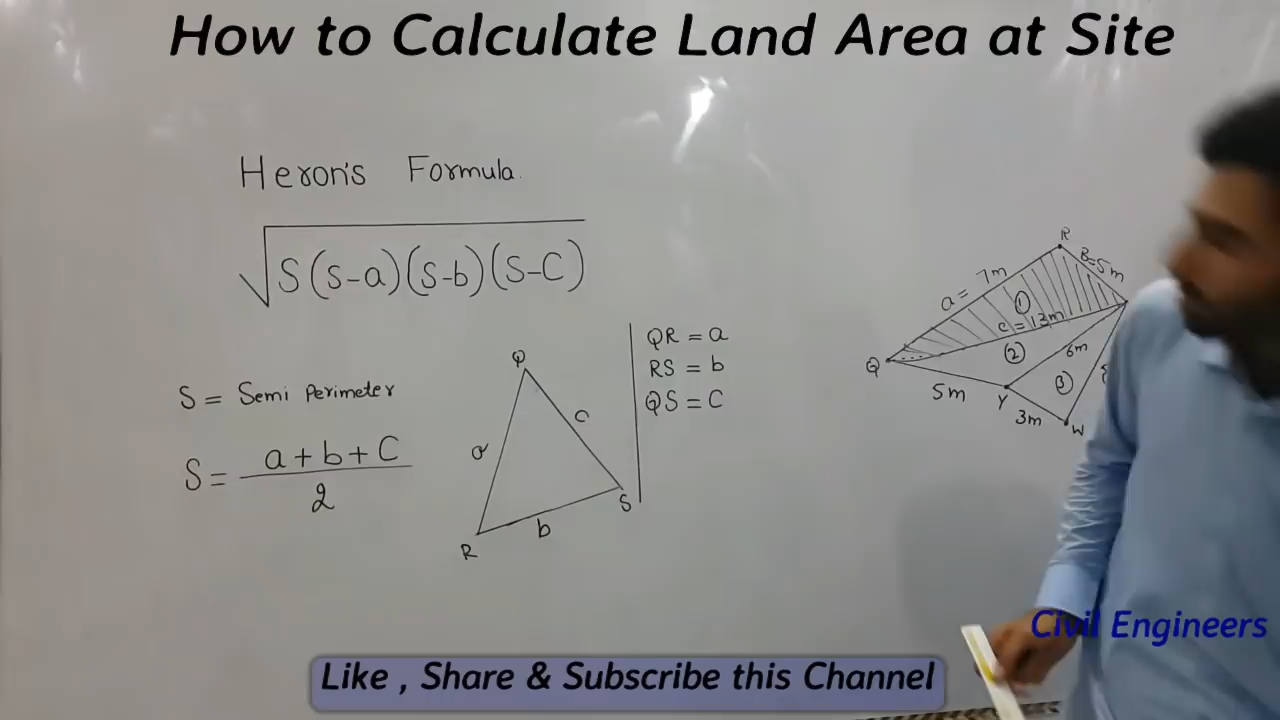 How to Calculate Land Area at Site
Heron's Formula.
√S(s-a)(s-b)(s-c)
S = Semi Perimeter
S = a+b+c
2
Q
a
c
R
b
S
QR = a
RS = b
QS = C
R
a = 7m
B=5m
1
c = 13m
Q
2
6m
3
5m
Y
3m
W
Civil Engineers
Like , Share & Subscribe this Channel